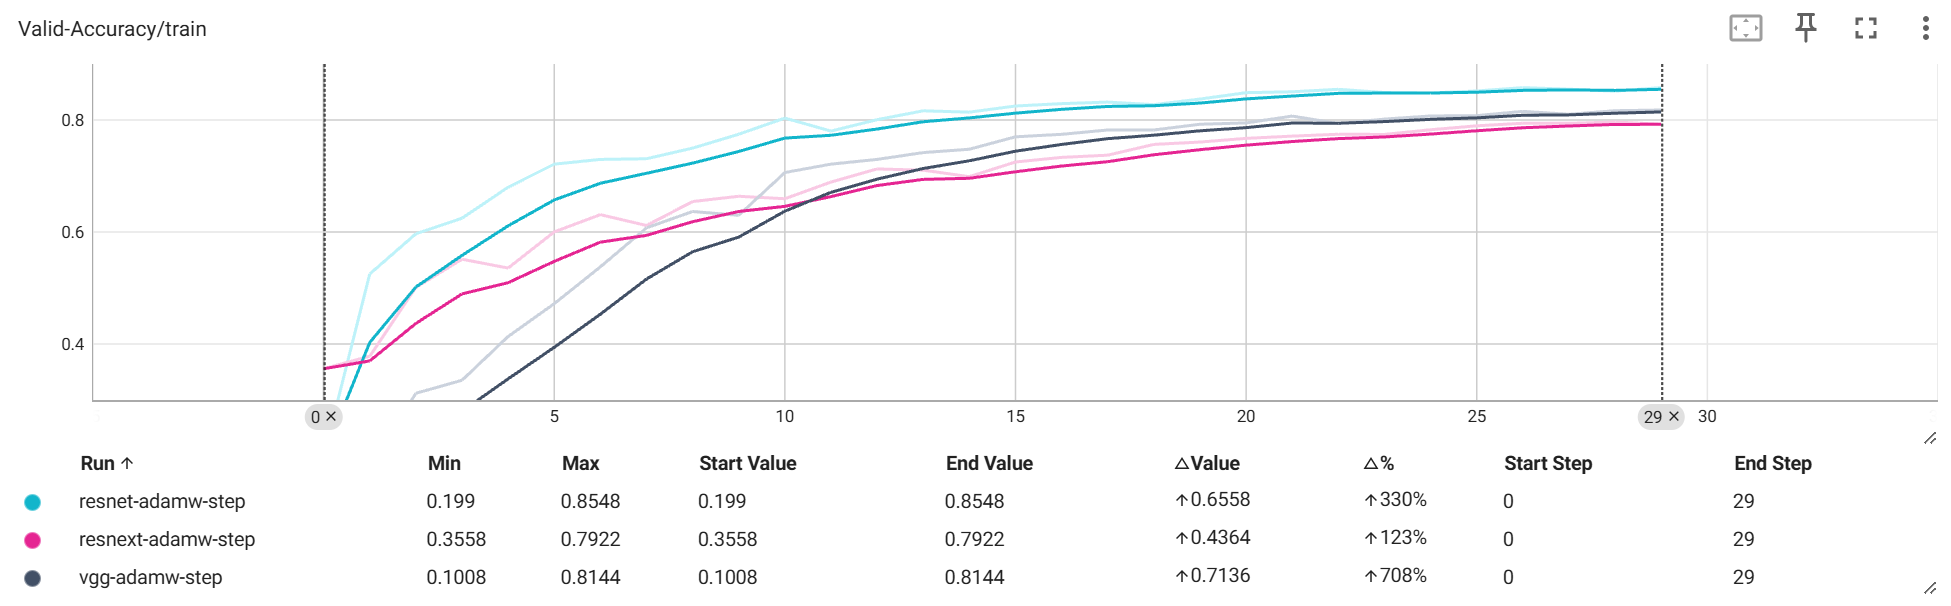 Valid-Accuracy/train
0.8
0.6
0.4
0 × 5 10 15 20 25 29 × 30
Run ↑ Min Max Start Value End Value △Value △% Start Step End Step
resnet-adamw-step 0.199 0.8548 0.199 0.8548 ↑0.6558 ↑330% 0 29
resnext-adamw-step 0.3558 0.7922 0.3558 0.7922 ↑0.4364 ↑123% 0 29
vgg-adamw-step 0.1008 0.8144 0.1008 0.8144 ↑0.7136 ↑708% 0 29